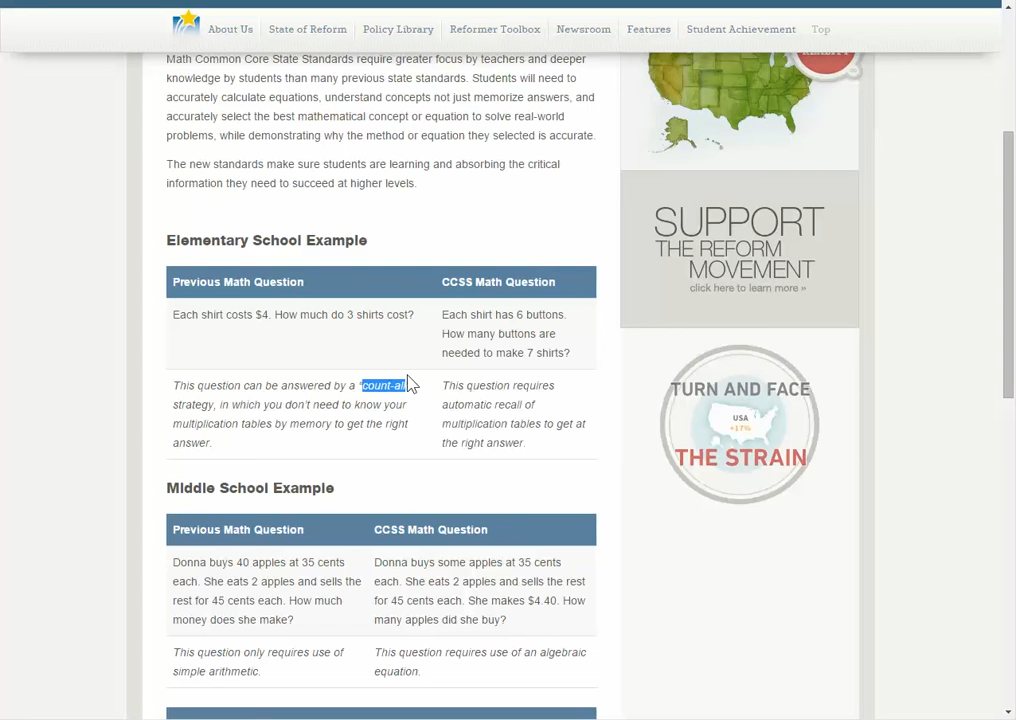 About Us
State of Reform
Policy Library
Reformer Toolbox
Newsroom
Features
Student Achievement
Top
Math Common Core State Standards require greater focus by teachers and deeper
knowledge by students than many previous state standards. Students will need to
accurately calculate equations, understand concepts not just memorize answers, and
accurately select the best mathematical concept or equation to solve real-world
problems, while demonstrating why the method or equation they selected is accurate.
The new standards make sure students are learning and absorbing the critical
information they need to succeed at higher levels.
Elementary School Example
Previous Math Question
CCSS Math Question
Each shirt costs $4. How much do 3 shirts cost?
Each shirt has 6 buttons.
How many buttons are
needed to make 7 shirts?
This question can be answered by a “count-all
strategy, in which you don’t need to know your
multiplication tables by memory to get the right
answer.
This question requires
automatic recall of
multiplication tables to get at
the right answer.
Middle School Example
Previous Math Question
CCSS Math Question
Donna buys 40 apples at 35 cents
each. She eats 2 apples and sells the
rest for 45 cents each. How much
money does she make?
Donna buys some apples at 35 cents
each. She eats 2 apples and sells the rest
for 45 cents each. She makes $4.40. How
many apples did she buy?
This question only requires use of
simple arithmetic.
This question requires use of an algebraic
equation.
SUPPORT
THE REFORM
MOVEMENT
click here to learn more »
TURN AND FACE
USA
+17%
THE STRAIN